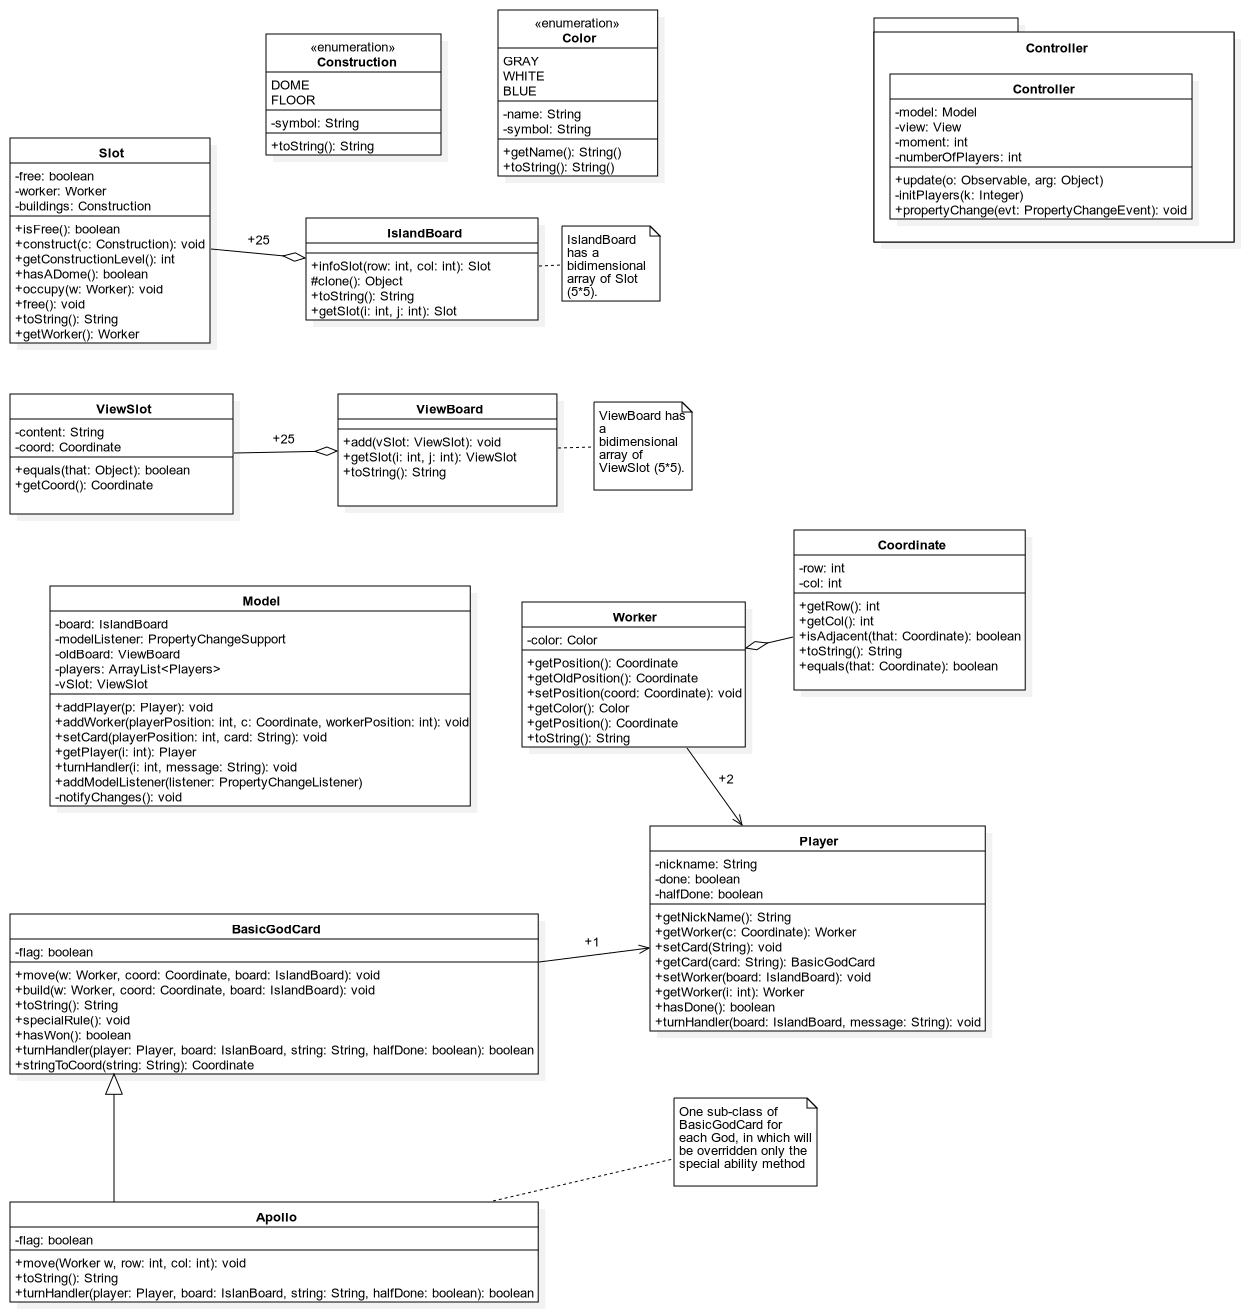 «enumeration»
Construction
DOME
FLOOR
-symbol: String
+toString(): String
«enumeration»
Color
GRAY
WHITE
BLUE
-name: String
-symbol: String
+getName(): String()
+toString(): String()
Controller
Controller
-model: Model
-view: View
-moment: int
-numberOfPlayers: int
+update(o: Observable, arg: Object)
-initPlayers(k: Integer)
+propertyChange(evt: PropertyChangeEvent): void
Slot
-free: boolean
-worker: Worker
-buildings: Construction
+isFree(): boolean
+construct(c: Construction): void
+getConstructionLevel(): int
+hasADome(): boolean
+occupy(w: Worker): void
+free(): void
+toString(): String
+getWorker(): Worker
+25
IslandBoard
+infoSlot(row: int, col: int): Slot
#clone(): Object
+toString(): String
+getSlot(i: int, j: int): Slot
IslandBoard
has a
bidimensional
array of Slot
(5*5).
ViewSlot
-content: String
-coord: Coordinate
+equals(that: Object): boolean
+getCoord(): Coordinate
+25
ViewBoard
+add(vSlot: ViewSlot): void
+getSlot(i: int, j: int): ViewSlot
+toString(): String
ViewBoard has
a
bidimensional
array of
ViewSlot (5*5).
Coordinate
-row: int
-col: int
+getRow(): int
+getCol(): int
+isAdjacent(that: Coordinate): boolean
+toString(): String
+equals(that: Coordinate): boolean
Model
-board: IslandBoard
-modelListener: PropertyChangeSupport
-oldBoard: ViewBoard
-players: ArrayList<Players>
-vSlot: ViewSlot
+addPlayer(p: Player): void
+addWorker(playerPosition: int, c: Coordinate, workerPosition: int): void
+setCard(playerPosition: int, card: String): void
+getPlayer(i: int): Player
+turnHandler(i: int, message: String): void
+addModelListener(listener: PropertyChangeListener)
-notifyChanges(): void
Worker
-color: Color
+getPosition(): Coordinate
+getOldPosition(): Coordinate
+setPosition(coord: Coordinate): void
+getColor(): Color
+getPosition(): Coordinate
+toString(): String
+2
Player
-nickname: String
-done: boolean
-halfDone: boolean
+getNickName(): String
+getWorker(c: Coordinate): Worker
+setCard(String): void
+getCard(card: String): BasicGodCard
+setWorker(board: IslandBoard): void
+getWorker(i: int): Worker
+hasDone(): boolean
+turnHandler(board: IslandBoard, message: String): void
BasicGodCard
-flag: boolean
+move(w: Worker, coord: Coordinate, board: IslandBoard): void
+build(w: Worker, coord: Coordinate, board: IslandBoard): void
+toString(): String
+specialRule(): void
+hasWon(): boolean
+turnHandler(player: Player, board: IslanBoard, string: String, halfDone: boolean): boolean
+stringToCoord(string: String): Coordinate
+1
One sub-class of
BasicGodCard for
each God, in which will
be overridden only the
special ability method
Apollo
-flag: boolean
+move(Worker w, row: int, col: int): void
+toString(): String
+turnHandler(player: Player, board: IslanBoard, string: String, halfDone: boolean): boolean